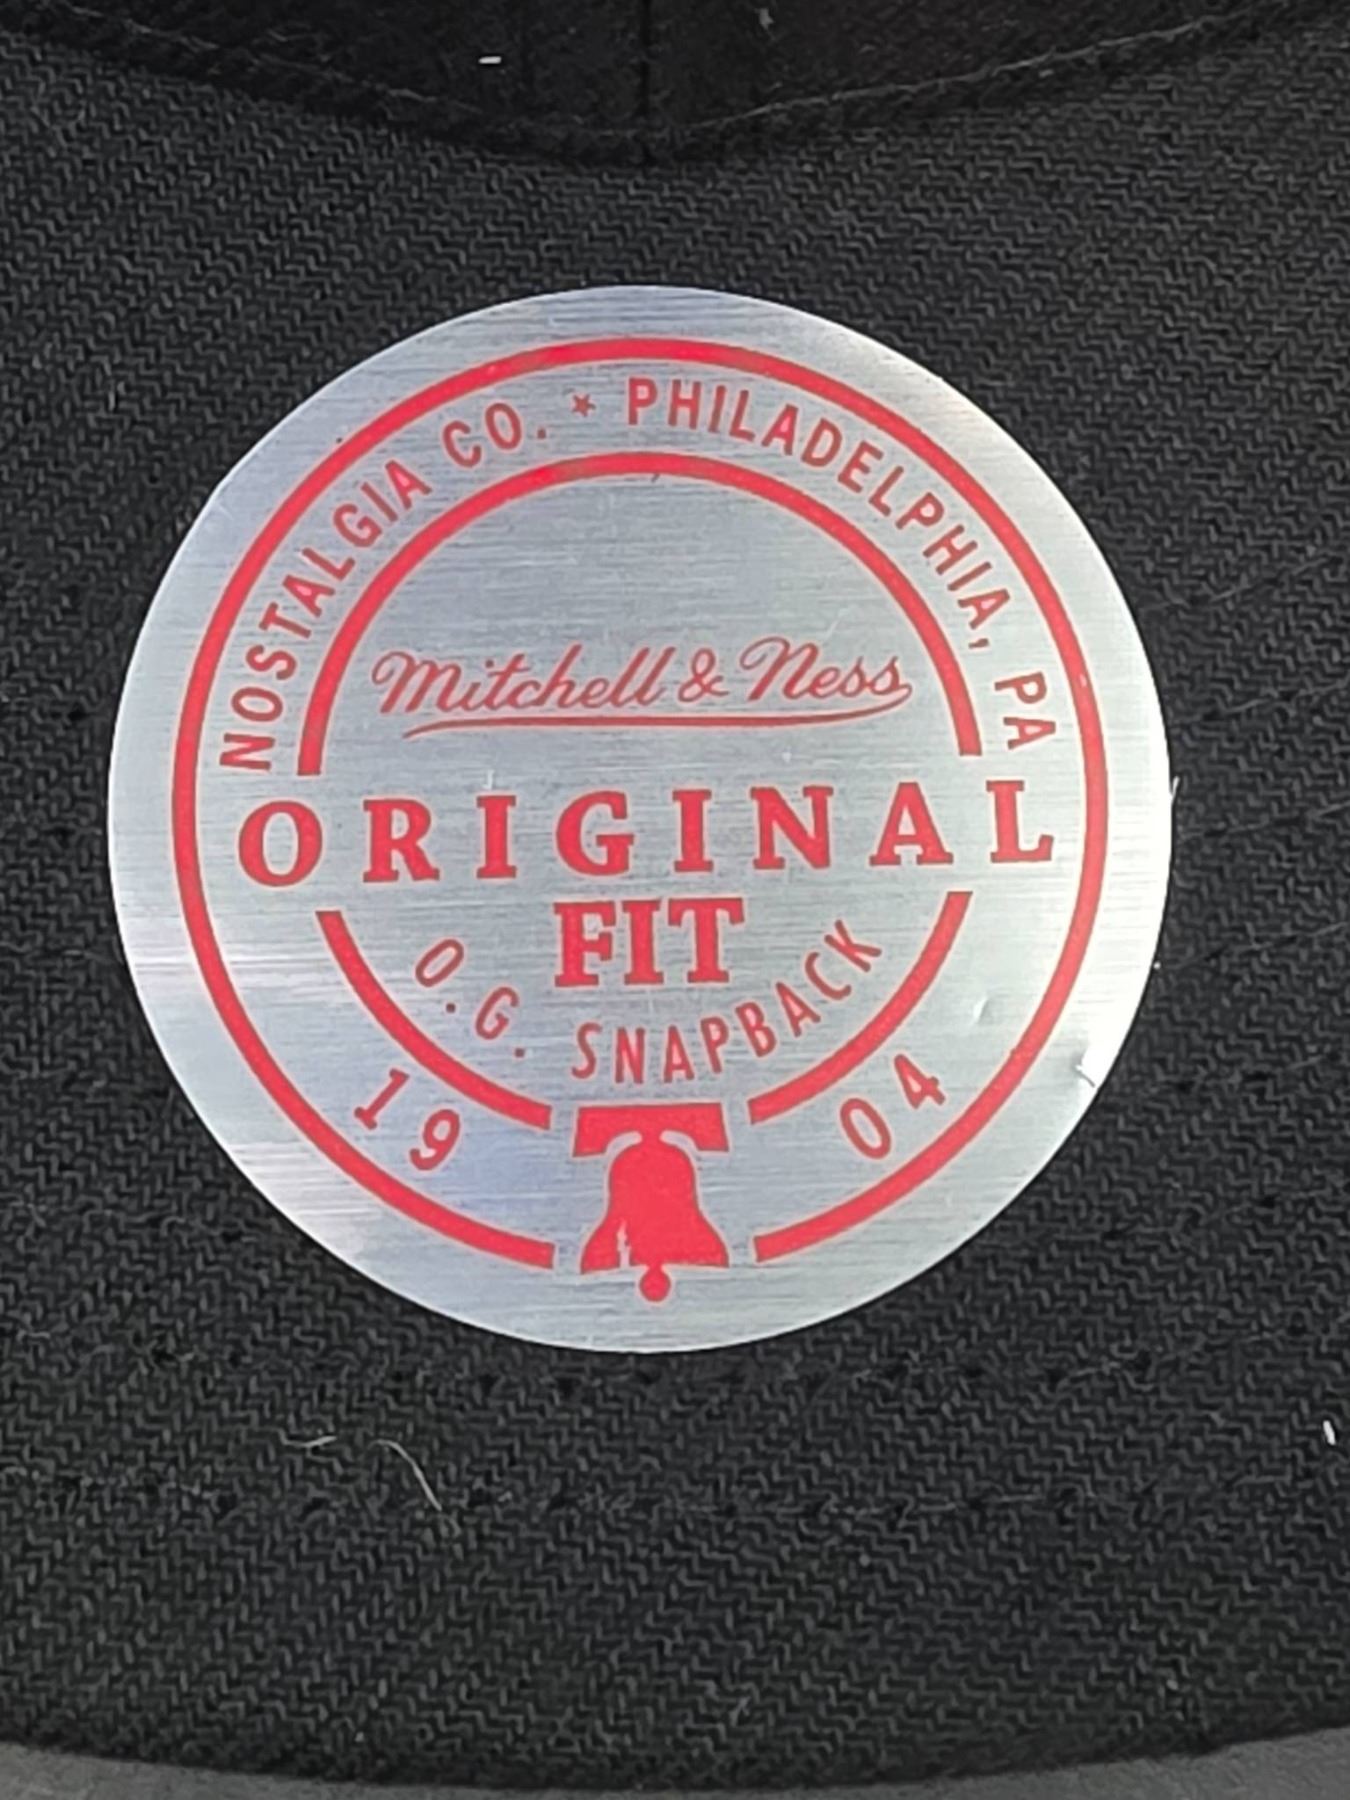 NOSTALGIA CO. ★ PHILADELPHIA, PA
Mitchell & Ness
ORIGINAL
FIT
O.G. SNAPBACK
19 04